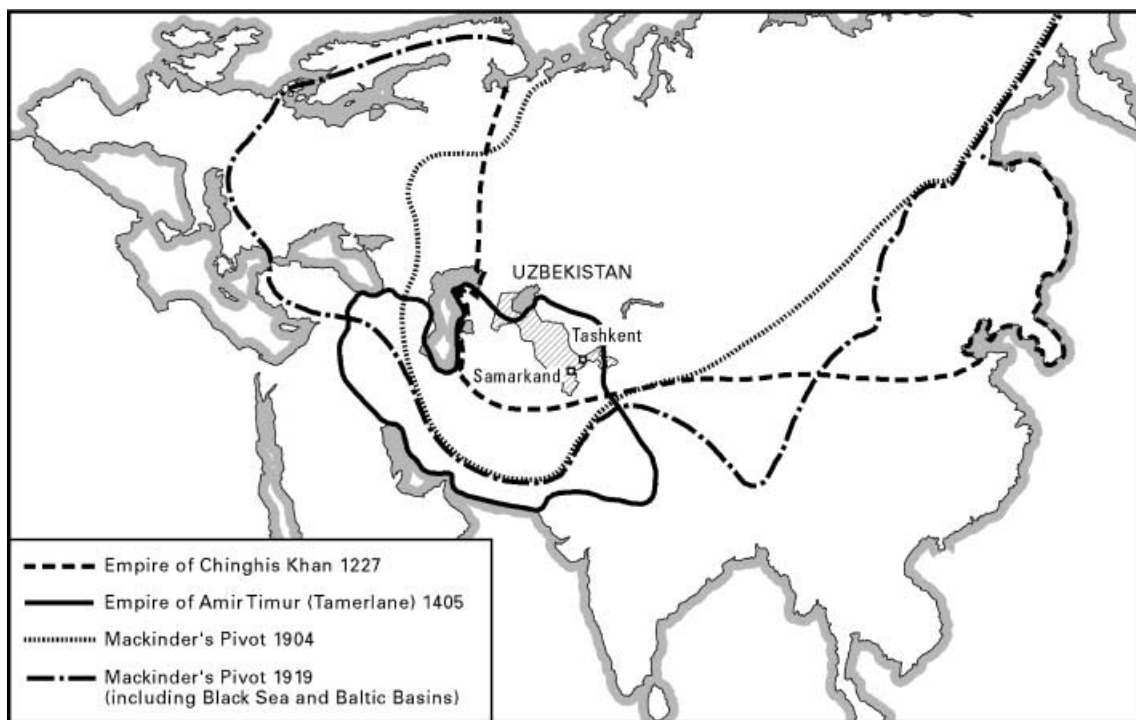 UZBEKISTAN
Tashkent
Samarkand
Empire of Chinghis Khan 1227
Empire of Amir Timur (Tamerlane) 1405
Mackinder's Pivot 1904
Mackinder's Pivot 1919
(including Black Sea and Baltic Basins)